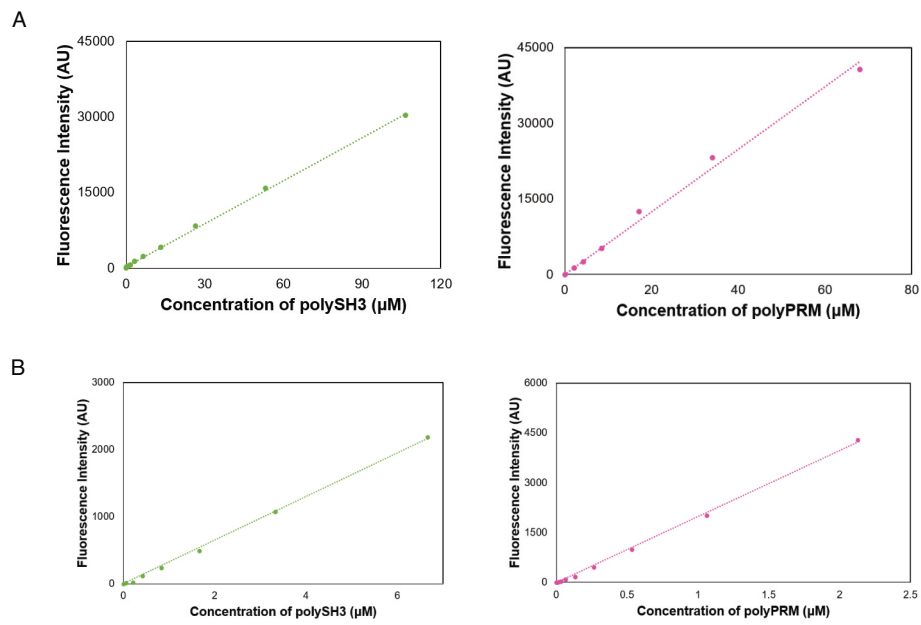 A
45000
30000
15000
0
Fluorescence Intensity (AU)
0 30 60 90 120
Concentration of polySH3 (µM)
45000
30000
15000
0
Fluorescence Intensity (AU)
0 20 40 60 80
Concentration of polyPRM (µM)
B
3000
2000
1000
0
Fluorescence Intensity (AU)
0 2 4 6
Concentration of polySH3 (µM)
6000
4500
3000
1500
0
Fluorescence Intensity (AU)
0 0.5 1 1.5 2 2.5
Concentration of polyPRM (µM)